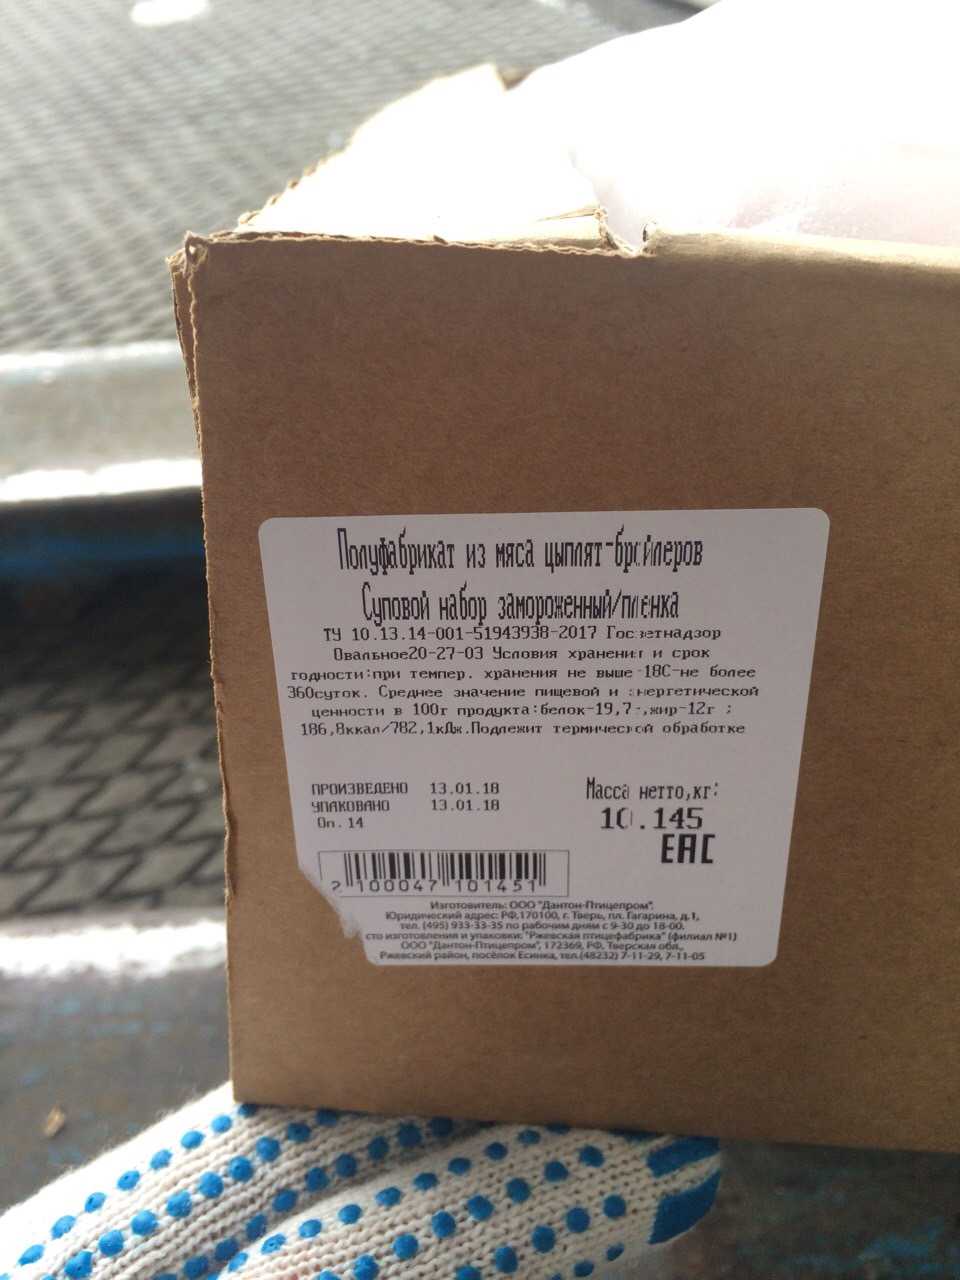 Полуфабрикат из мяса цыплят-бройлеров
Суповой набор замороженный/пленка
ТУ 10.13.14-001-51943938-2017 Госветнадзор
Овальное20-27-03 Условия хранения и срок
годности:при темпер. хранения не выше-18С-не более
360суток. Среднее значение пищевой и энергетической
ценности в 100г продукта:белок-19,7г,жир-12г ;
186,8ккал/782,1кДж.Подлежит термической обработке
ПРОИЗВЕДЕНО 13.01.18
УПАКОВАНО 13.01.18
Оп.14
Масса нетто,кг:
10.145
EAC
2 100047 101451
Изготовитель: ООО "Дантон-Птицепром".
Юридический адрес: РФ,170100, г. Тверь, пл. Гагарина, д.1,
тел. (495) 933-33-35 по рабочим дням с 9-30 до 18-00.
сто изготовления и упаковки: "Ржевская птицефабрика" (филиал №1)
ООО "Дантон-Птицепром", 172369, РФ, Тверская обл.,
Ржевский район, посёлок Есинка, тел.(48232) 7-11-29, 7-11-05